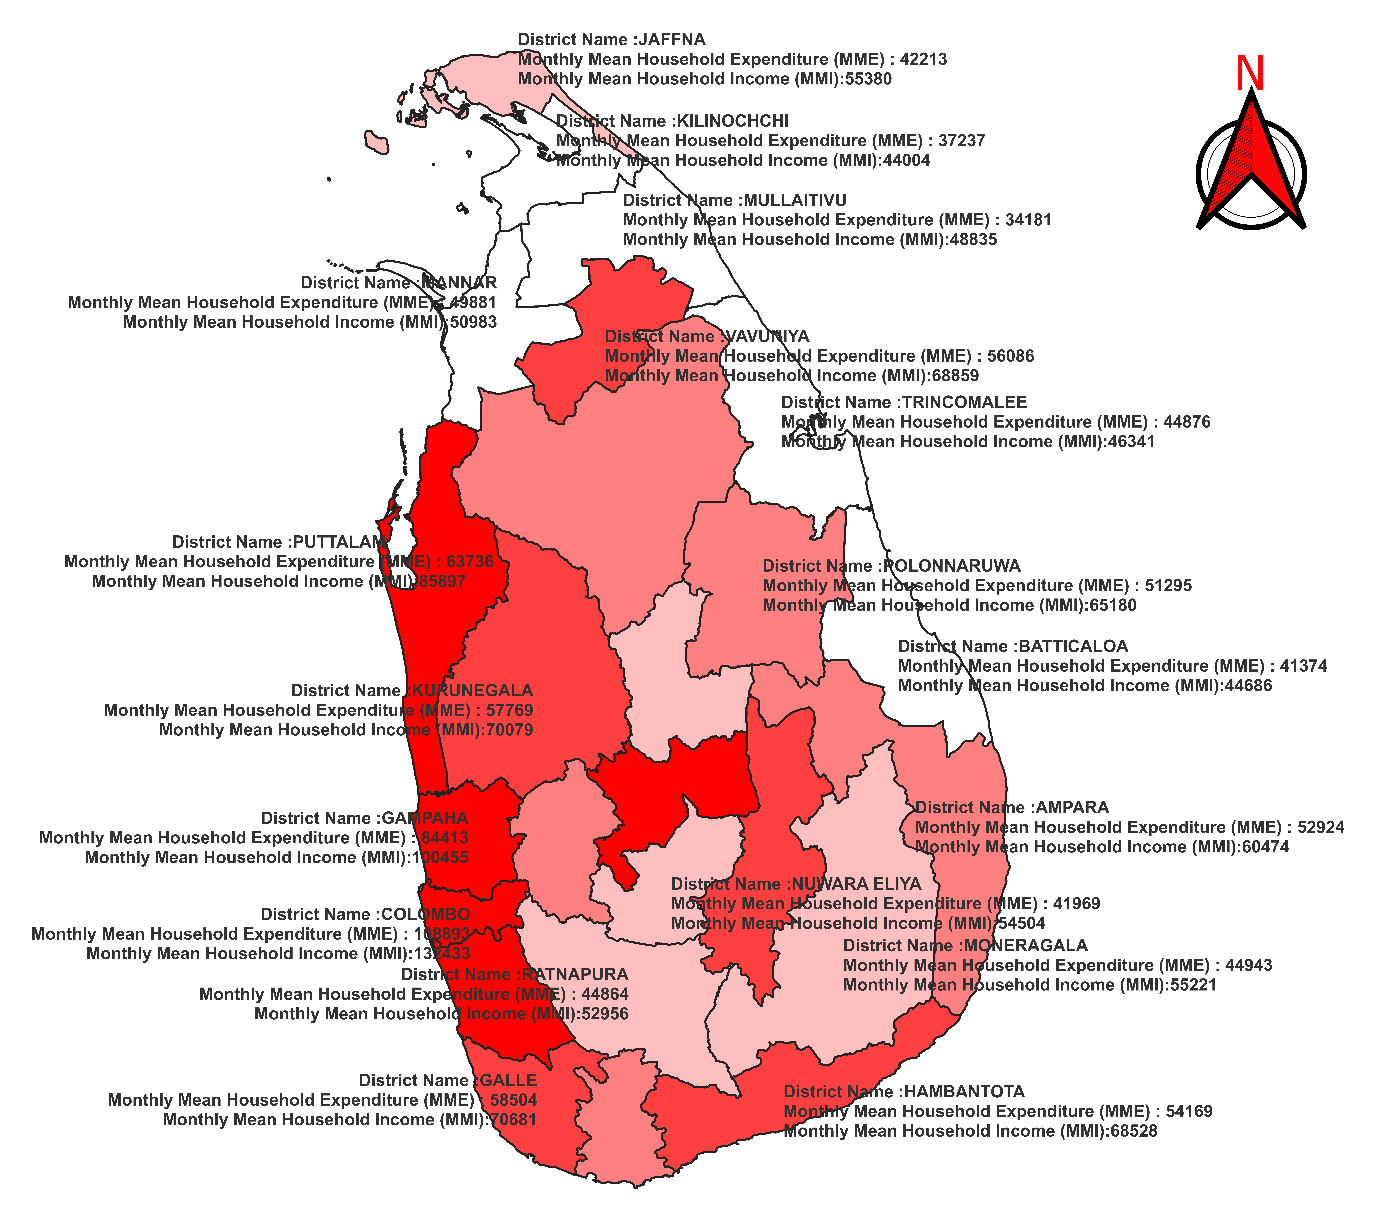 District Name :JAFFNA
Monthly Mean Household Expenditure (MME) : 42213
Monthly Mean Household Income (MMI):55380
N
District Name :KILINOCHCHI
Monthly Mean Household Expenditure (MME) : 37237
Monthly Mean Household Income (MMI):44004
District Name :MULLAITIVU
Monthly Mean Household Expenditure (MME) : 34181
Monthly Mean Household Income (MMI):48835
District Name :MANNAR
Monthly Mean Household Expenditure (MME) : 49881
Monthly Mean Household Income (MMI):50983
District Name :VAVUNIYA
Monthly Mean Household Expenditure (MME) : 56086
Monthly Mean Household Income (MMI):68859
District Name :TRINCOMALEE
Monthly Mean Household Expenditure (MME) : 44876
Monthly Mean Household Income (MMI):46341
District Name :PUTTALAM
Monthly Mean Household Expenditure (MME) : 63736
Monthly Mean Household Income (MMI):85897
District Name :POLONNARUWA
Monthly Mean Household Expenditure (MME) : 51295
Monthly Mean Household Income (MMI):65180
District Name :BATTICALOA
Monthly Mean Household Expenditure (MME) : 41374
Monthly Mean Household Income (MMI):44686
District Name :KURUNEGALA
Monthly Mean Household Expenditure (MME) : 57769
Monthly Mean Household Income (MMI):70079
District Name :AMPARA
Monthly Mean Household Expenditure (MME) : 52924
Monthly Mean Household Income (MMI):60474
District Name :GAMPAHA
Monthly Mean Household Expenditure (MME) : 84413
Monthly Mean Household Income (MMI):100455
District Name :NUWARA ELIYA
Monthly Mean Household Expenditure (MME) : 41969
Monthly Mean Household Income (MMI):54504
District Name :COLOMBO
Monthly Mean Household Expenditure (MME) : 108893
Monthly Mean Household Income (MMI):132433
District Name :MONERAGALA
Monthly Mean Household Expenditure (MME) : 44943
Monthly Mean Household Income (MMI):55221
District Name :RATNAPURA
Monthly Mean Household Expenditure (MME) : 44864
Monthly Mean Household Income (MMI):52956
District Name :GALLE
Monthly Mean Household Expenditure (MME) : 58504
Monthly Mean Household Income (MMI):70681
District Name :HAMBANTOTA
Monthly Mean Household Expenditure (MME) : 54169
Monthly Mean Household Income (MMI):68528